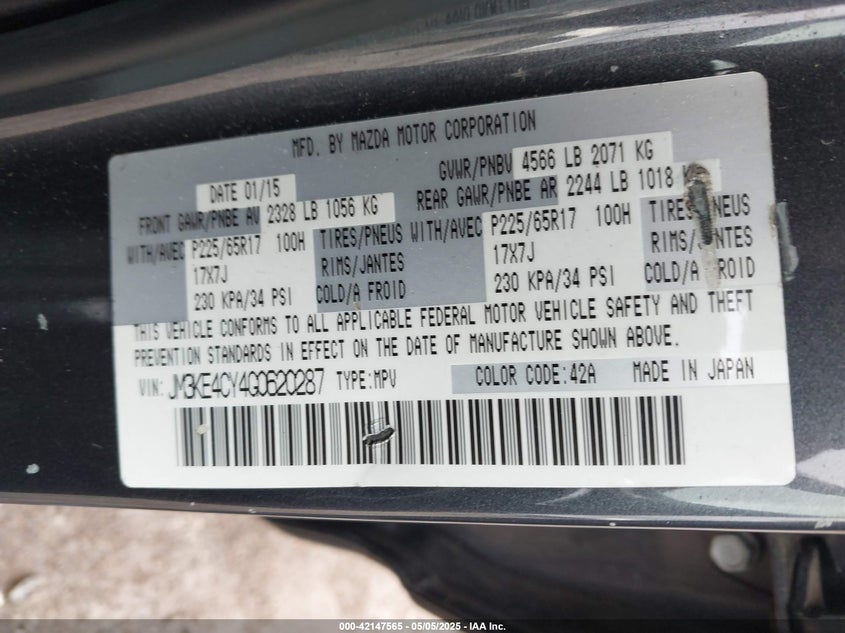 MFD. BY MAZDA MOTOR CORPORATION
DATE 01/15 GVWR/PNBV 4566 LB 2071 KG
FRONT GAWR/PNBE AV 2328 LB 1056 KG REAR GAWR/PNBE AR 2244 LB 1018
WITH/AVEC P225/65R17 100H TIRES/PNEUS WITH/AVEC P225/65R17 100H TIRES/PNEUS
17X7J RIMS/JANTES 17X7J RIMS/JANTES
230 KPA/34 PSI COLD/A FROID 230 KPA/34 PSI COLD/A FROID
THIS VEHICLE CONFORMS TO ALL APPLICABLE FEDERAL MOTOR VEHICLE SAFETY AND THEFT
PREVENTION STANDARDS IN EFFECT ON THE DATE OF MANUFACTURE SHOWN ABOVE.
VIN: JM3KE4CY4G0620287 TYPE:MPV COLOR CODE:42A MADE IN JAPAN
000-42147565 - 05/05/2025 - IAA Inc.